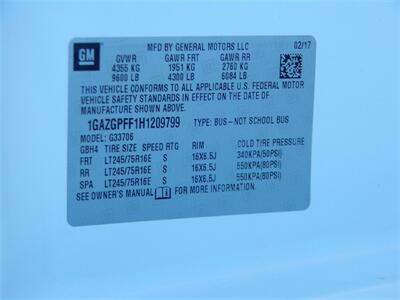 GM
MFD BY GENERAL MOTORS LLC 02/17
GVWR GAWR FRT GAWR RR
4355 KG 1951 KG 2760 KG
9600 LB 4300 LB 6084 LB
THIS VEHICLE CONFORMS TO ALL APPLICABLE U.S. FEDERAL MOTOR
VEHICLE SAFETY STANDARDS IN EFFECT ON THE DATE OF
MANUFACTURE SHOWN ABOVE.
1GAZGPFF1H1209799 TYPE: BUS-NOT SCHOOL BUS
MODEL: G33706
GBH4 TIRE SIZE SPEED RTG RIM COLD TIRE PRESSURE
FRT LT245/75R16E S 16X6.5J 340KPA(50PSI)
RR LT245/75R16E S 16X6.5J 550KPA(80PSI)
SPA LT245/75R16E S 16X6.5J 550KPA(80PSI)
SEE OWNER'S MANUAL FOR MORE INFORMATION.